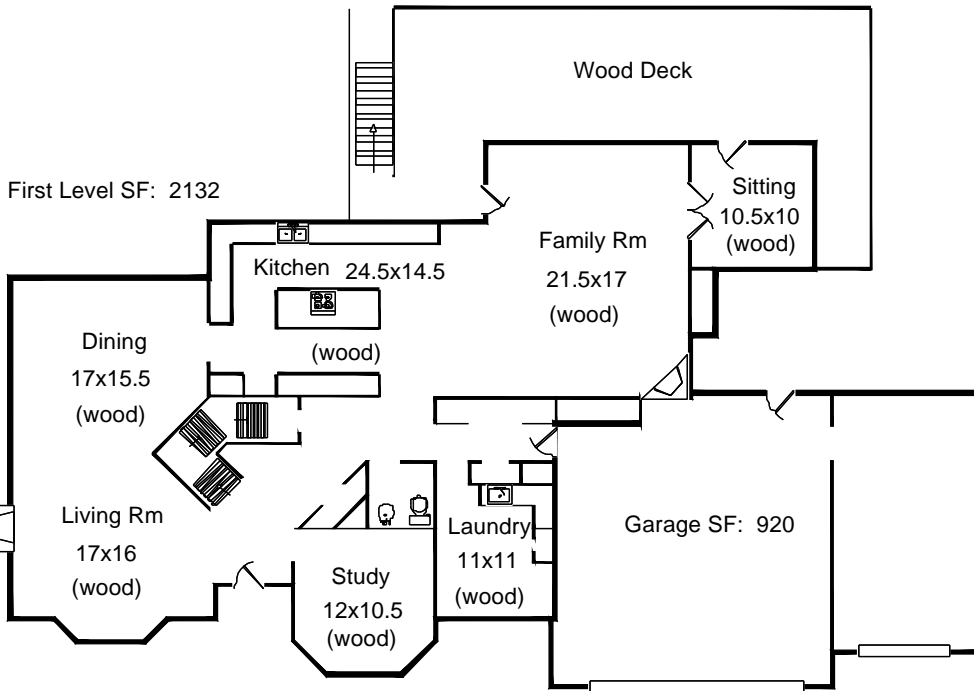 Wood Deck
First Level SF: 2132
Sitting
10.5x10
(wood)
Family Rm
21.5x17
(wood)
Kitchen 24.5x14.5
(wood)
Dining
17x15.5
(wood)
Living Rm
17x16
(wood)
Study
12x10.5
(wood)
Laundry
11x11
(wood)
Garage SF: 920